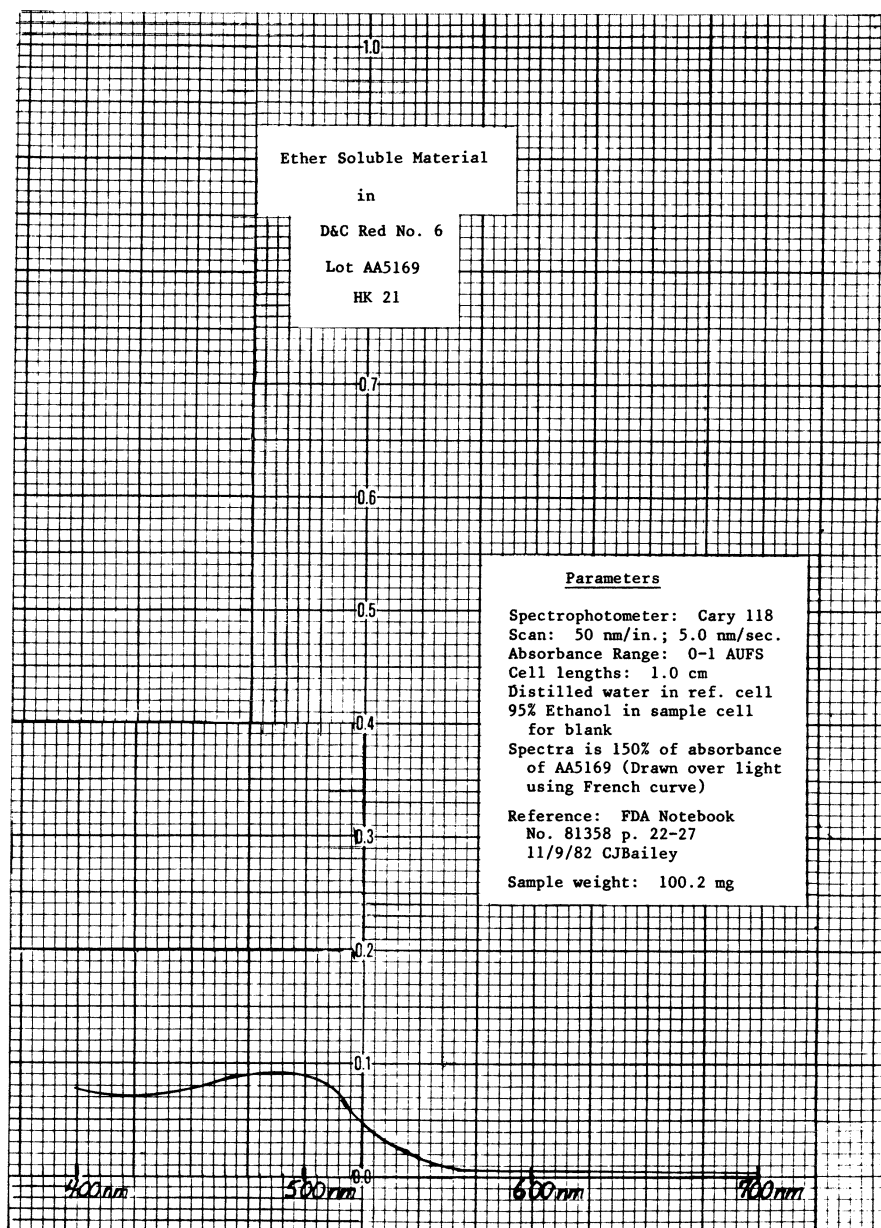 1.0
Ether Soluble Material
in
D&C Red No. 6
Lot AA5169
HK 21
0.7
0.6
Parameters
0.5
Spectrophotometer: Cary 118
Scan: 50 nm/in.; 5.0 nm/sec.
Absorbance Range: 0-1 AUFS
Cell lengths: 1.0 cm
Distilled water in ref. cell
0.4
95% Ethanol in sample cell
for blank
Spectra is 150% of absorbance
of AA5169 (Drawn over light
using French curve)
0.3
Reference: FDA Notebook
No. 81358 p. 22-27
11/9/82 CJBailey
Sample weight: 100.2 mg
0.2
0.1
0.0
400nm 500nm 600nm 700nm